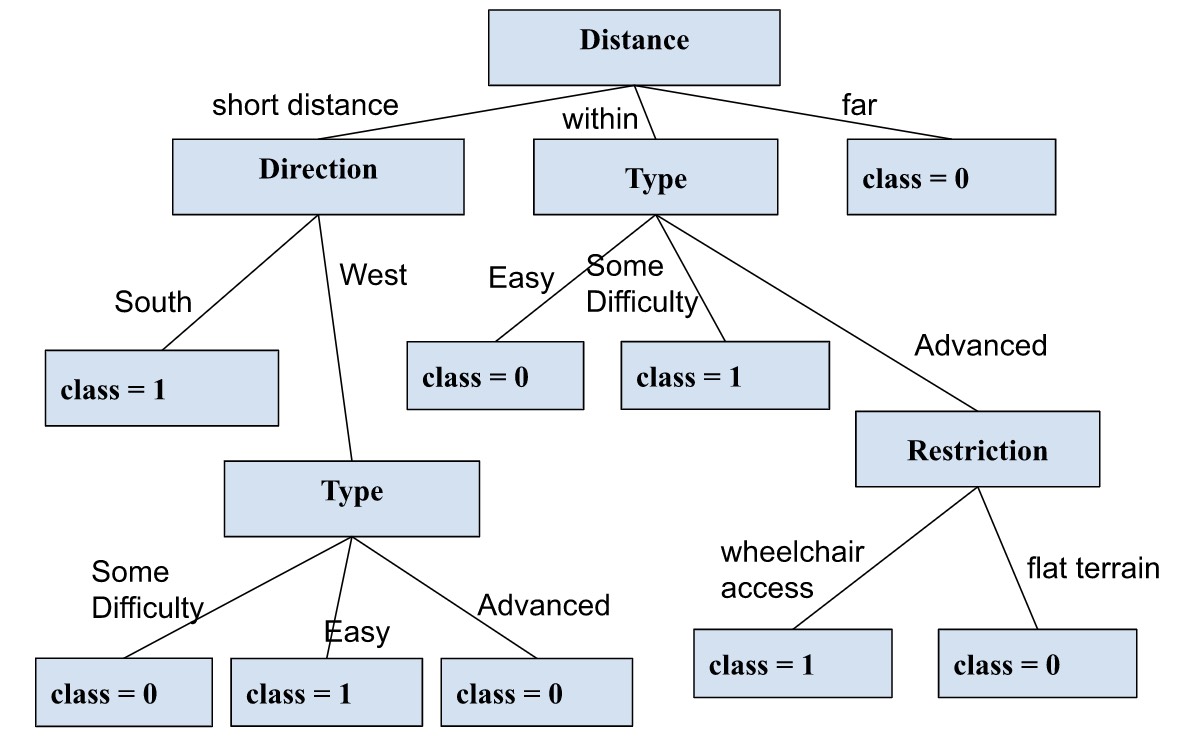 Distance
short distance
within
far
Direction
Type
class = 0
South
West
Easy
Some
Difficulty
Advanced
class = 1
class = 0
class = 1
Restriction
Type
wheelchair
access
flat terrain
Some
Difficulty
Easy
Advanced
class = 0
class = 1
class = 0
class = 1
class = 0